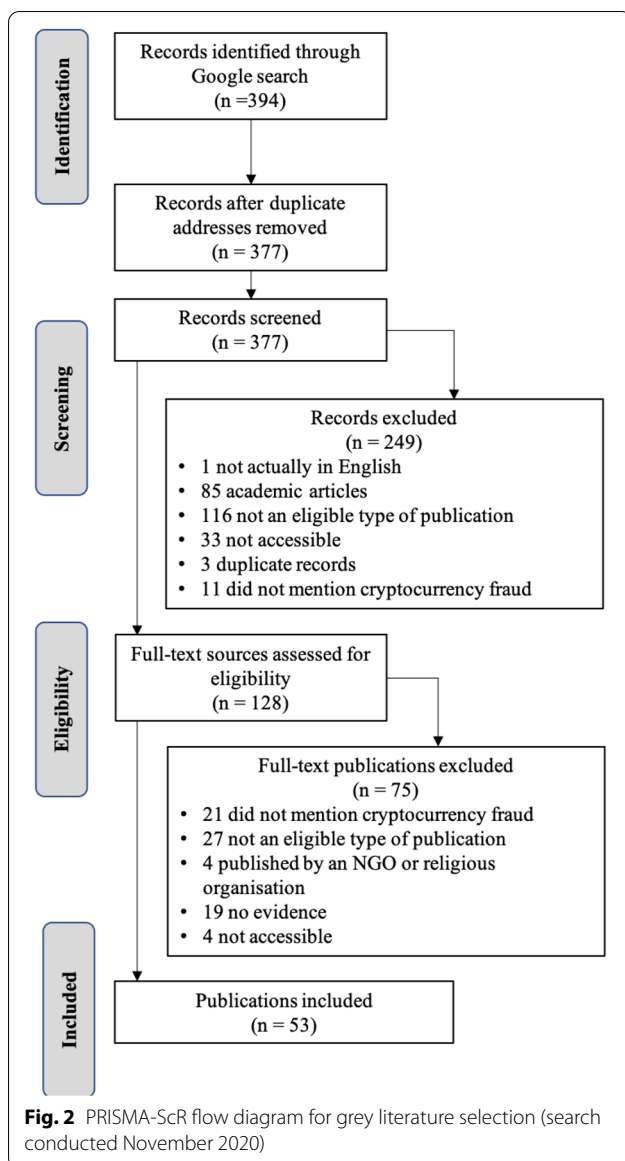 Identification
Records identified through
Google search
(n =394)
Records after duplicate
addresses removed
(n = 377)
Screening
Records screened
(n = 377)
Records excluded
(n = 249)
• 1 not actually in English
• 85 academic articles
• 116 not an eligible type of publication
• 33 not accessible
• 3 duplicate records
• 11 did not mention cryptocurrency fraud
Eligibility
Full-text sources assessed for
eligibility
(n = 128)
Full-text publications excluded
(n = 75)
• 21 did not mention cryptocurrency fraud
• 27 not an eligible type of publication
• 4 published by an NGO or religious
organisation
• 19 no evidence
• 4 not accessible
Included
Publications included
(n = 53)
Fig. 2 PRISMA-ScR flow diagram for grey literature selection (search
conducted November 2020)